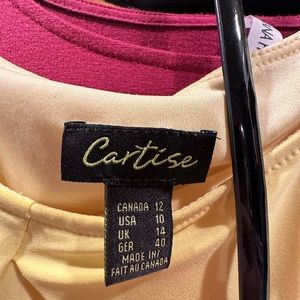 Cartise
CANADA 12
USA 10
UK 14
GER 40
MADE IN/
FAIT AU CANADA